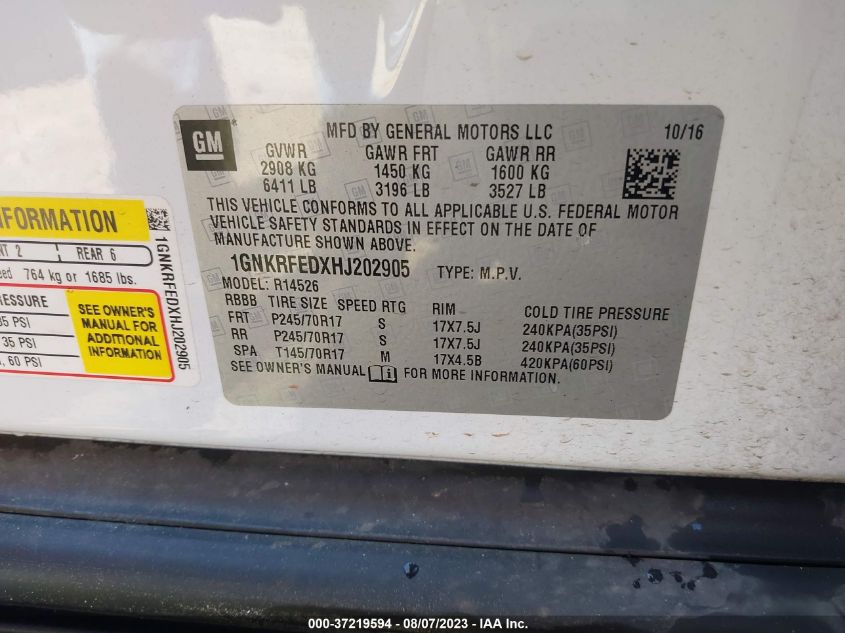 GM
MFD BY GENERAL MOTORS LLC 10/16
GVWR GAWR FRT GAWR RR
2908 KG 1450 KG 1600 KG
6411 LB 3196 LB 3527 LB
THIS VEHICLE CONFORMS TO ALL APPLICABLE U.S. FEDERAL MOTOR
VEHICLE SAFETY STANDARDS IN EFFECT ON THE DATE OF
MANUFACTURE SHOWN ABOVE.
1GNKRFEDXHJ202905 TYPE: M.P.V.
MODEL: R14526
RBBB TIRE SIZE SPEED RTG RIM COLD TIRE PRESSURE
FRT P245/70R17 S 17X7.5J 240KPA(35PSI)
RR P245/70R17 S 17X7.5J 240KPA(35PSI)
SPA T145/70R17 M 17X4.5B 420KPA(60PSI)
SEE OWNER'S MANUAL FOR MORE INFORMATION.
NFORMATION
NT 2 REAR 6
764 kg or 1685 lbs.
SEE OWNER'S
MANUAL FOR
ADDITIONAL
INFORMATION
35 PSI
35 PSI
, 60 PSI
1GNKRFEDXHJ202905
000-37219594 - 08/07/2023 - IAA Inc.